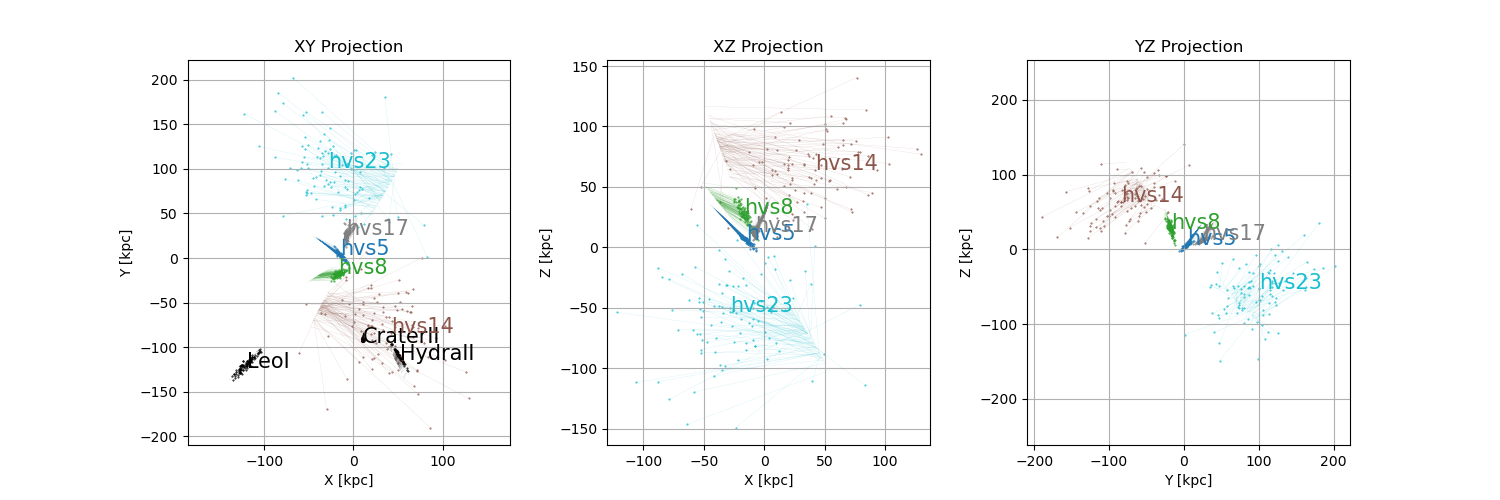 XY Projection
XZ Projection
YZ Projection
200
150
100
50
0
−50
−100
−150
−200
Y [kpc]
−100
0
100
X [kpc]
hvs23
hvs17
hvs5
hvs8
hvs14
CraterII
HydraII
LeoI
150
100
50
0
−50
−100
−150
Z [kpc]
−100
−50
0
50
100
X [kpc]
hvs14
hvs8
hvs17
hvs5
hvs23
200
100
0
−100
−200
Z [kpc]
−200
−100
0
100
200
Y [kpc]
hvs14
hvs8
hvs17
hvs5
hvs23